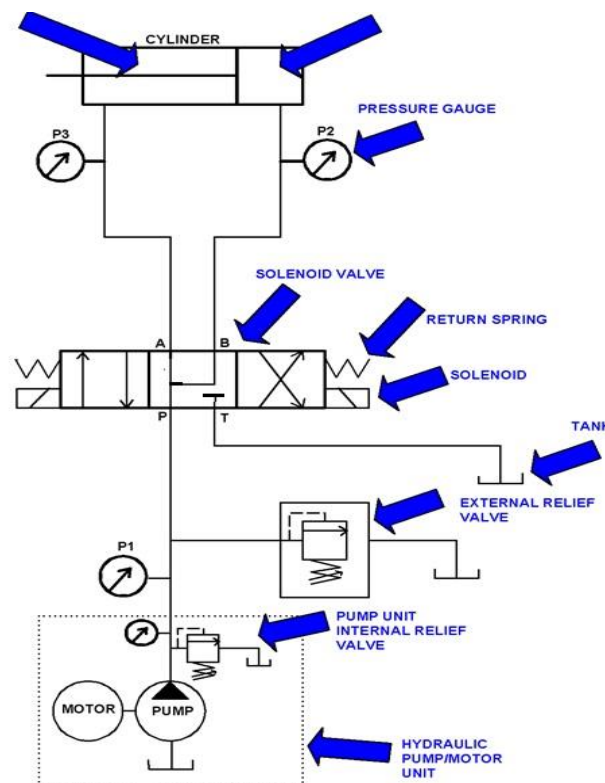 CYLINDER
PRESSURE GAUGE
P3
P2
SOLENOID VALVE
A
B
RETURN SPRING
SOLENOID
P
T
TANK
EXTERNAL RELIEF
VALVE
P1
PUMP UNIT
INTERNAL RELIEF
VALVE
MOTOR
PUMP
HYDRAULIC
PUMP/MOTOR
UNIT